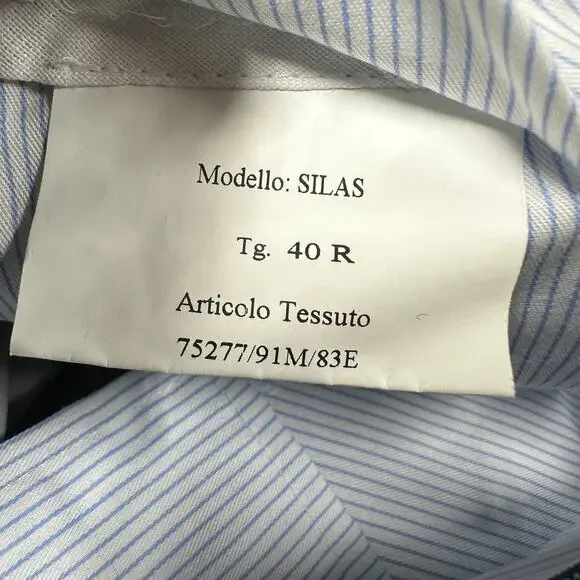 Modello: SILAS
Tg. 40 R
Articolo Tessuto
75277/91M/83E